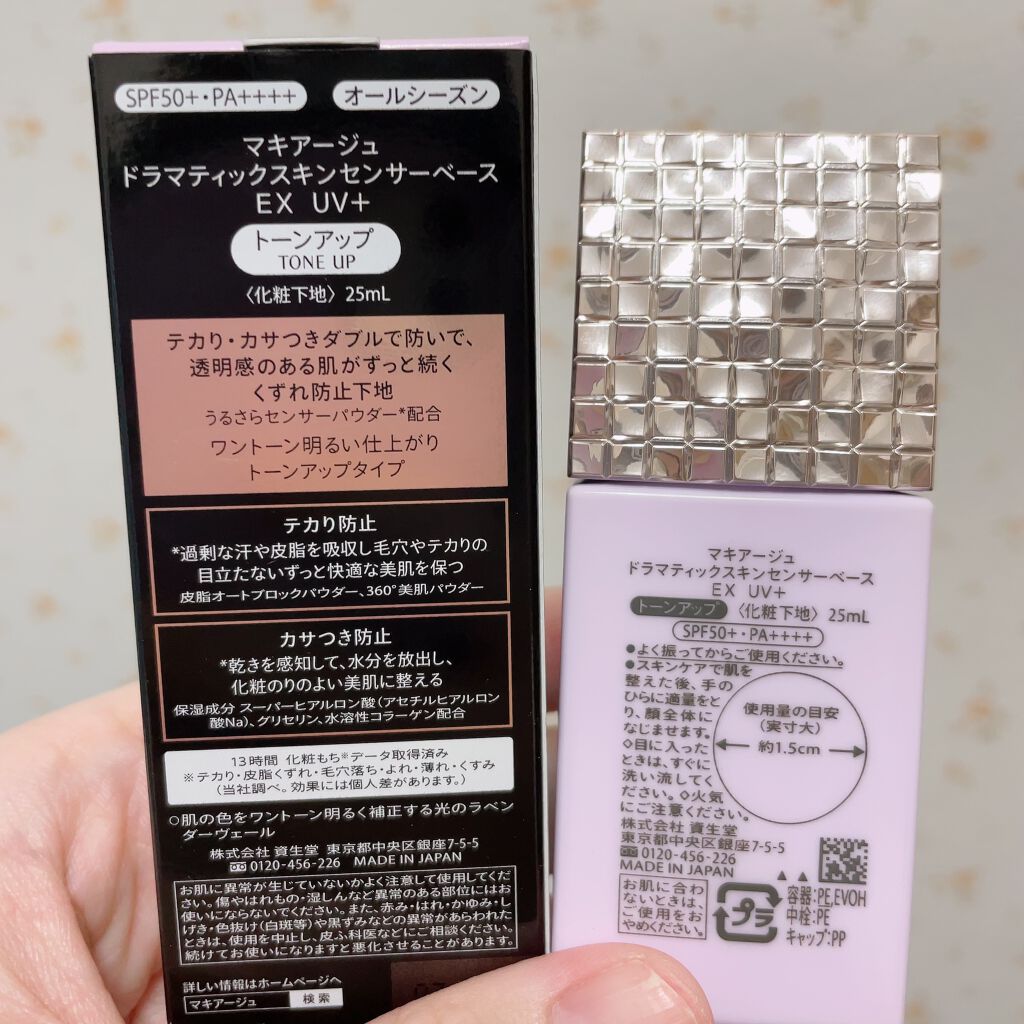 SPF50+・PA++++
オールシーズン
マキアージュ
ドラマティックスキンセンサーベース
EX UV+
トーンアップ
TONE UP
〈化粧下地〉25mL
テカリ・カサつきダブルで防いで、
透明感のある肌がずっと続く
くずれ防止下地
うるさらセンサーパウダー*配合
ワントーン明るい仕上がり
トーンアップタイプ
テカリ防止
*過剰な汗や皮脂を吸収し毛穴やテカリの
目立たないずっと快適な美肌を保つ
皮脂オートブロックパウダー、360°美肌パウダー
カサつき防止
*乾きを感知して、水分を放出し、
化粧のりのよい美肌に整える
保湿成分 スーパーヒアルロン酸(アセチルヒアルロン
酸Na)、グリセリン、水溶性コラーゲン配合
13時間 化粧もち※データ取得済み
※テカリ・皮脂くずれ・毛穴落ち・よれ・薄れ・くすみ
(当社調べ。効果には個人差があります。)
○肌の色をワントーン明るく補正する光のラベン
ダーヴェール
株式会社 資生堂 東京都中央区銀座7-5-5
0120-456-226 MADE IN JAPAN
お肌に異常が生じていないかよく注意して使用してくだ
さい。傷やはれもの・湿しんなど異常のある部位にはお
使いにならないでください。また、赤み・はれ・かゆみ・し
げき・色抜け(白斑等)や黒ずみなどの異常があらわれた
ときは、使用を中止し、皮ふ科医などにご相談ください。
続けてお使いになりますと悪化させることがあります。
詳しい情報はホームページへ
マキアージュ 検索
マキアージュ
ドラマティックスキンセンサーベース
EX UV+
トーンアップ 〈化粧下地〉25mL
SPF50+・PA++++
●よく振ってからご使用ください。
●スキンケアで肌を
整えた後、手の
ひらに適量をと
り、顔全体に
なじませます。
◇目に入った
ときは、すぐに
洗い流してく
ださい。◇火気
にご注意ください。
使用量の目安
(実寸大)
約1.5cm
株式会社 資生堂
東京都中央区銀座7-5-5
0120-456-226
MADE IN JAPAN
お肌に合わ
ないときは、
ご使用をお
やめください。
プラ
容器:PE,EVOH
中栓:PE
キャップ:PP